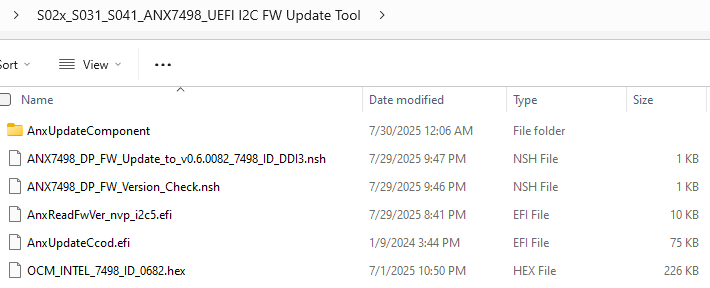 S02x_S031_S041_ANX7498_UEFI I2C FW Update Tool
Sort View
Name Date modified Type Size
AnxUpdateComponent 7/30/2025 12:06 AM File folder
ANX7498_DP_FW_Update_to_v0.6.0082_7498_ID_DDI3.nsh 7/29/2025 9:47 PM NSH File 1 KB
ANX7498_DP_FW_Version_Check.nsh 7/29/2025 9:46 PM NSH File 1 KB
AnxReadFwVer_nvp_i2c5.efi 7/29/2025 8:41 PM EFI File 10 KB
AnxUpdateCcod.efi 1/9/2024 3:44 PM EFI File 75 KB
OCM_INTEL_7498_ID_0682.hex 7/1/2025 10:50 PM HEX File 226 KB